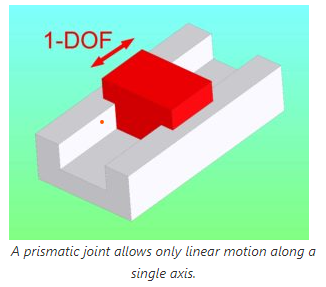 1-DOF
A prismatic joint allows only linear motion along a
single axis.